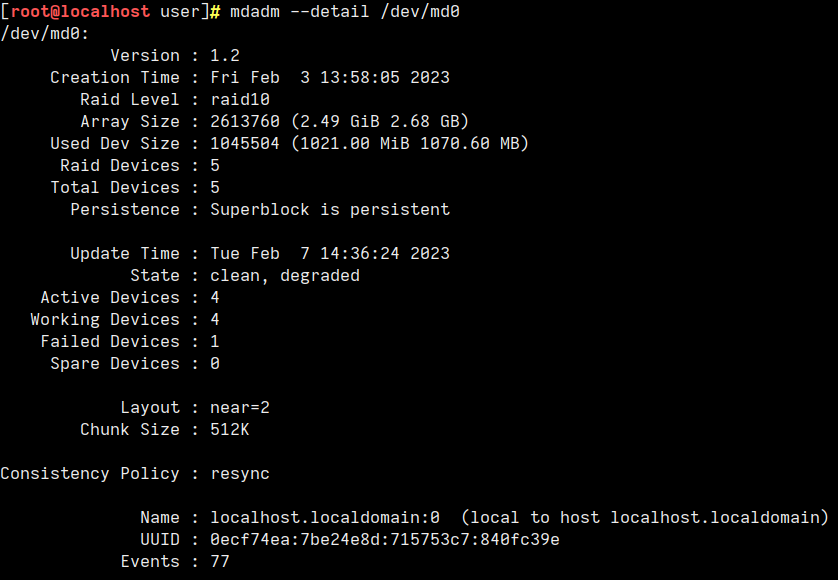 [root@localhost user]# mdadm --detail /dev/md0
/dev/md0:
Version : 1.2
Creation Time : Fri Feb  3 13:58:05 2023
Raid Level : raid10
Array Size : 2613760 (2.49 GiB 2.68 GB)
Used Dev Size : 1045504 (1021.00 MiB 1070.60 MB)
Raid Devices : 5
Total Devices : 5
Persistence : Superblock is persistent
Update Time : Tue Feb  7 14:36:24 2023
State : clean, degraded
Active Devices : 4
Working Devices : 4
Failed Devices : 1
Spare Devices : 0
Layout : near=2
Chunk Size : 512K
Consistency Policy : resync
Name : localhost.localdomain:0  (local to host localhost.localdomain)
UUID : 0ecf74ea:7be24e8d:715753c7:840fc39e
Events : 77